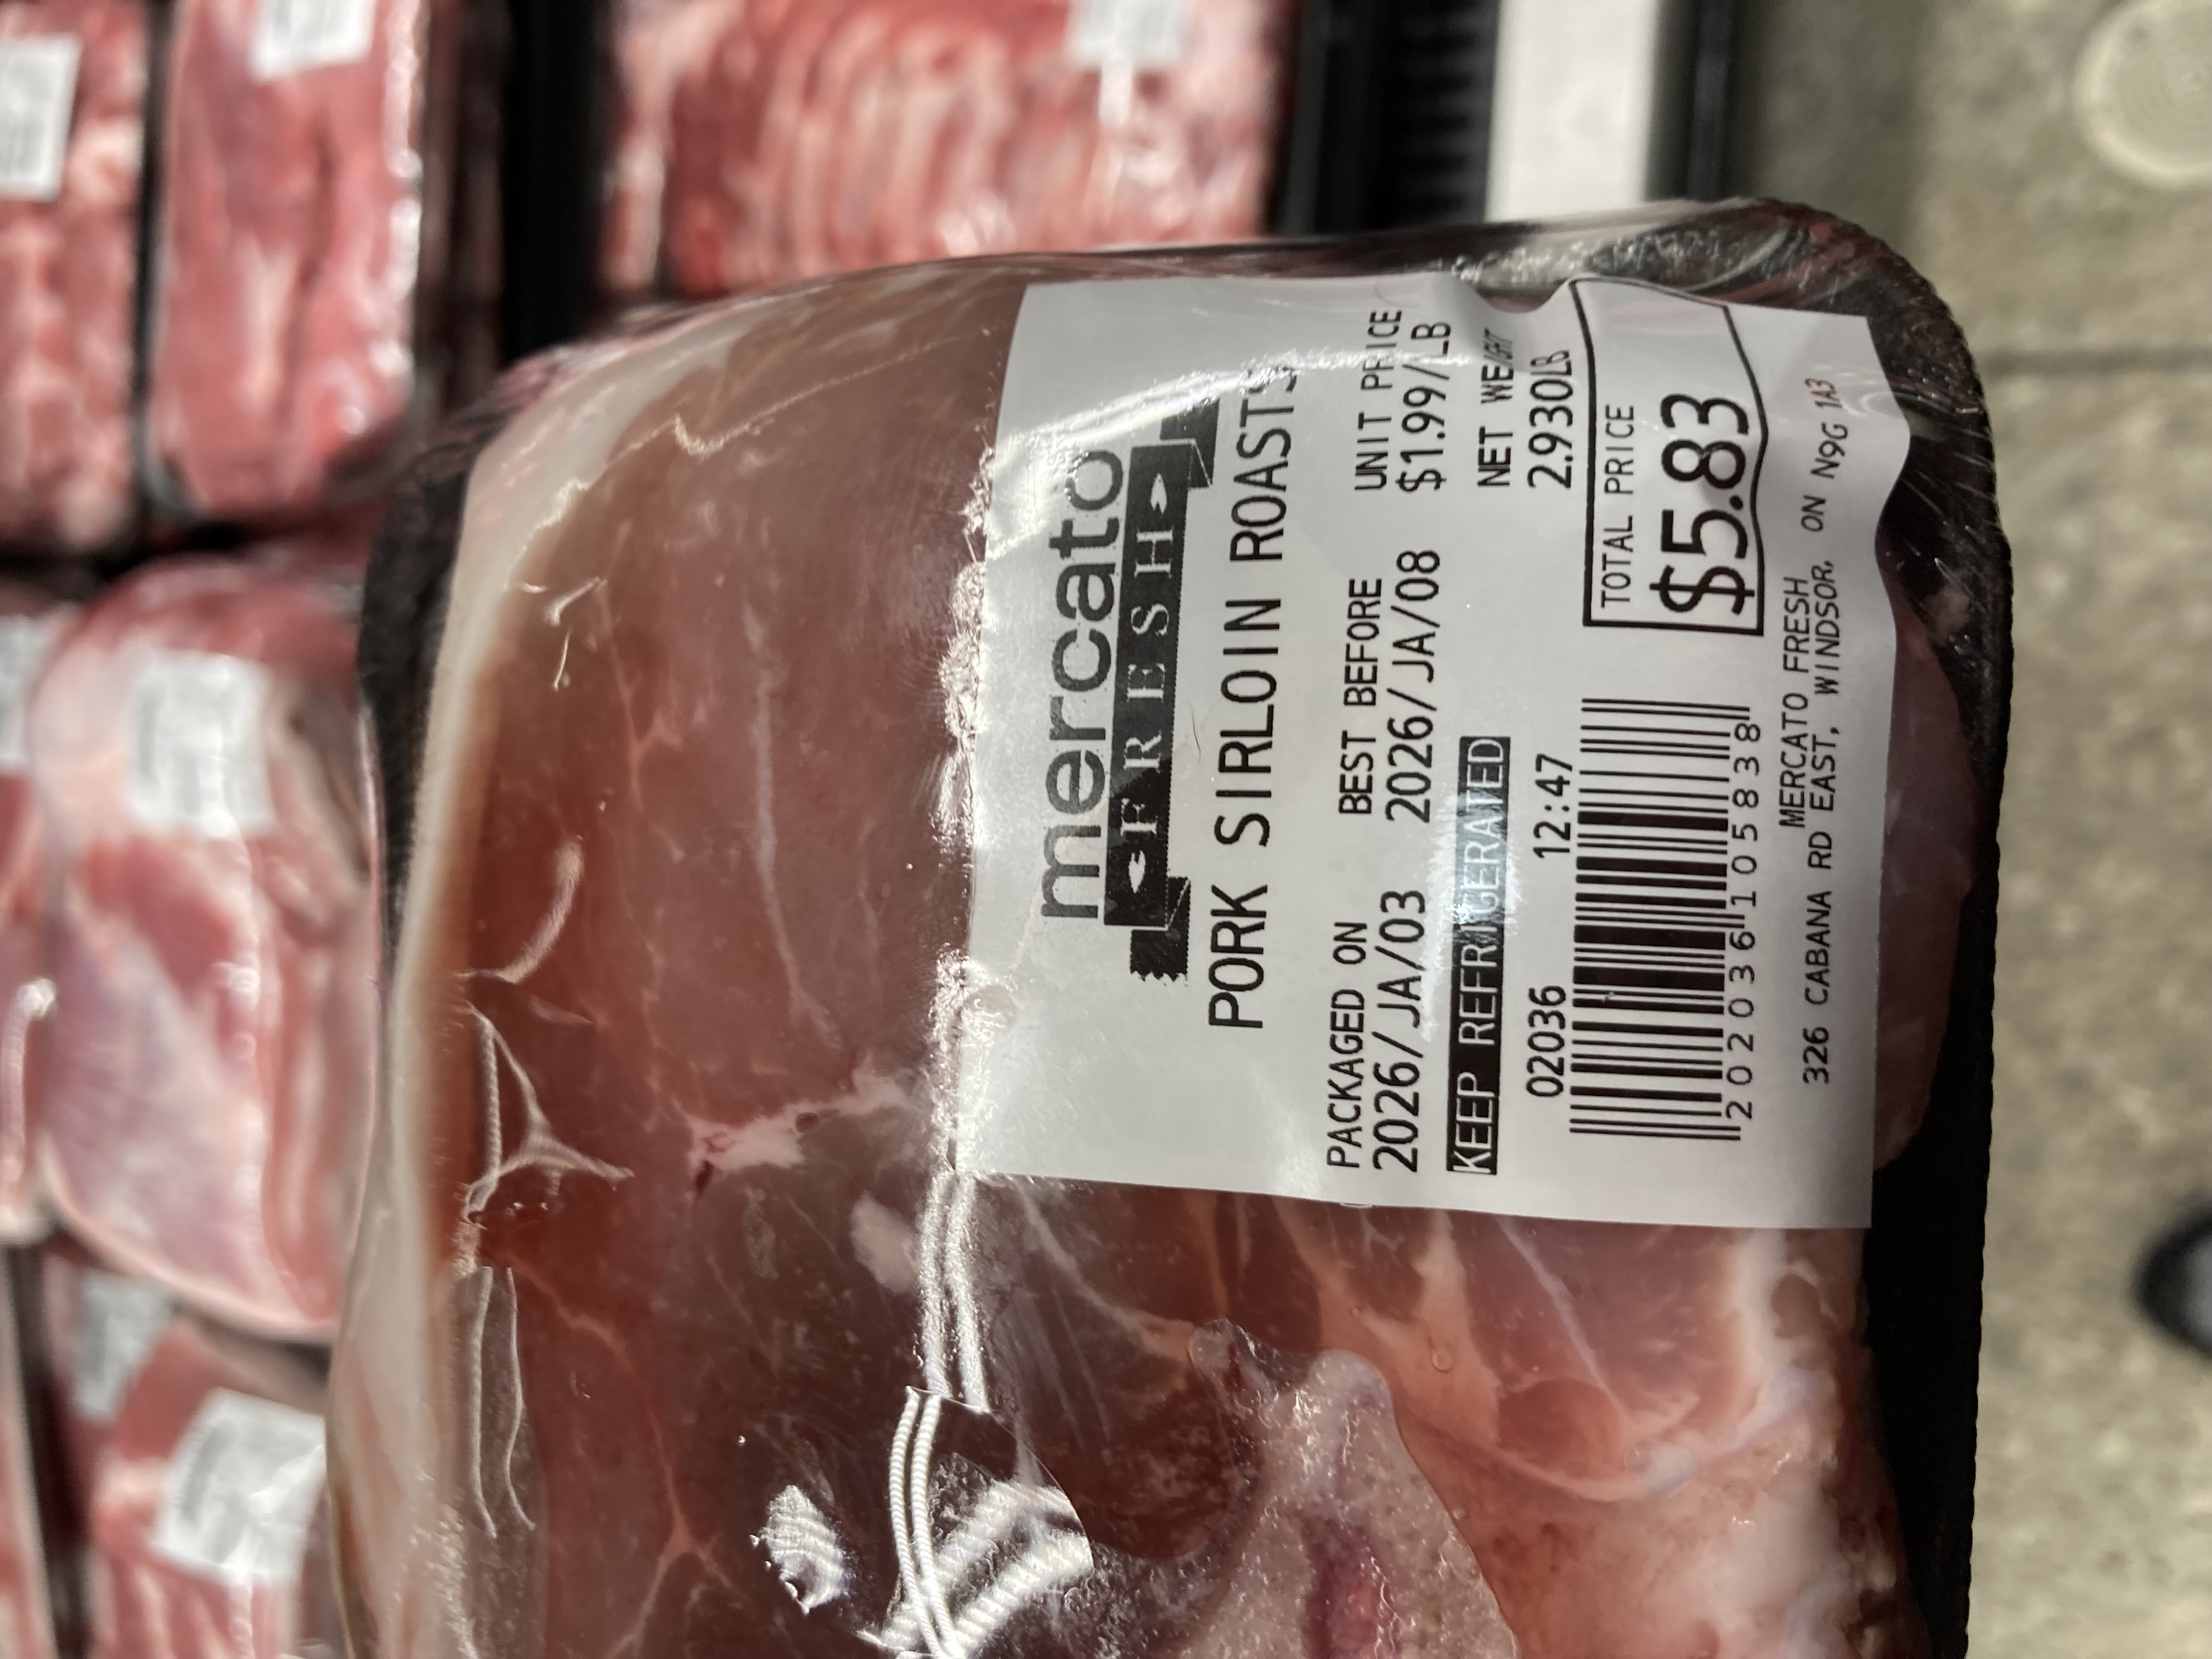 mercato
FRESH
PORK SIRLOIN ROASTS
PACKAGED ON BEST BEFORE UNIT PRICE
2026/JA/03 2026/JA/08 $1.99/LB
KEEP REFRIGERATED NET WEIGHT
02036 12:47 2.930LB
TOTAL PRICE
$5.83
202036105838
MERCATO FRESH
326 CABANA RD EAST, WINDSOR, ON N9G 1A3